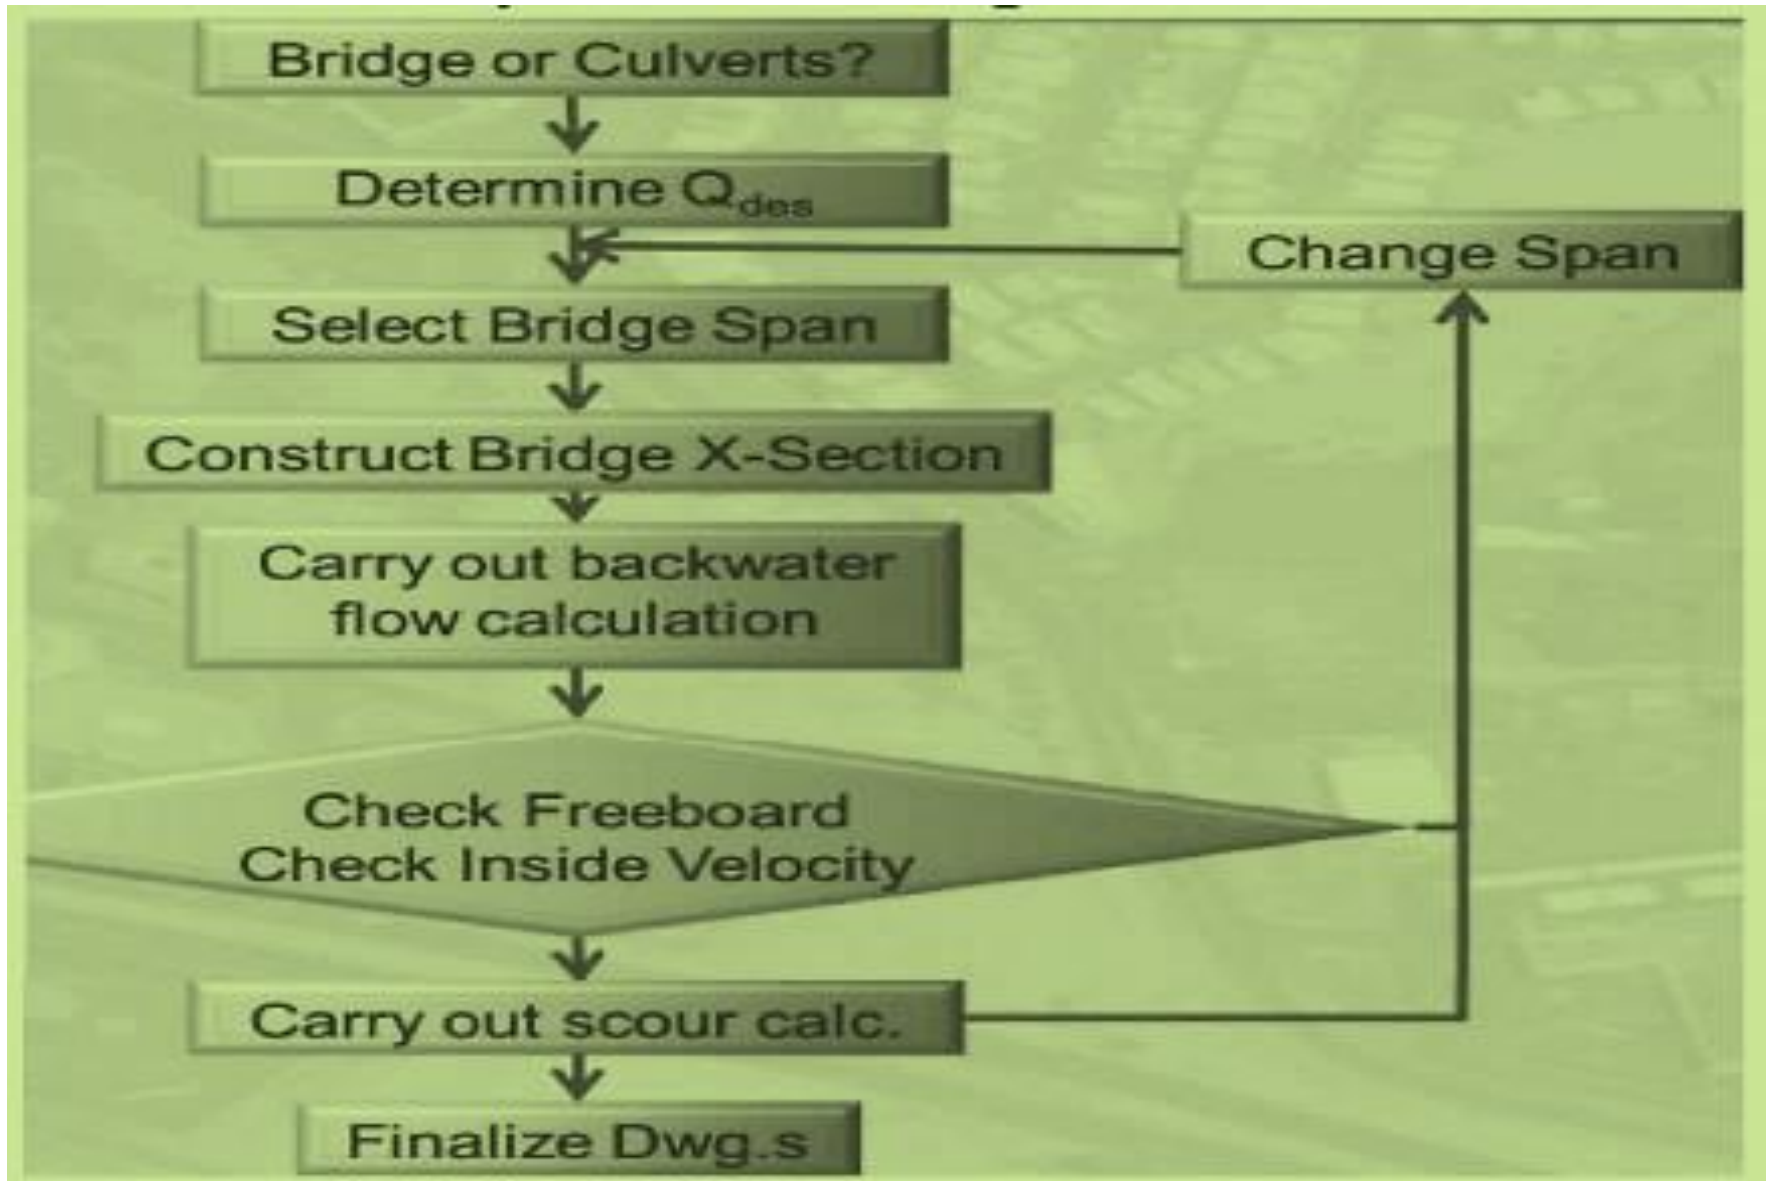 Bridge or Culverts?
Determine Qdes
Change Span
Select Bridge Span
Construct Bridge X-Section
Carry out backwater
flow calculation
Check Freeboard
Check Inside Velocity
Carry out scour calc.
Finalize Dwg.s